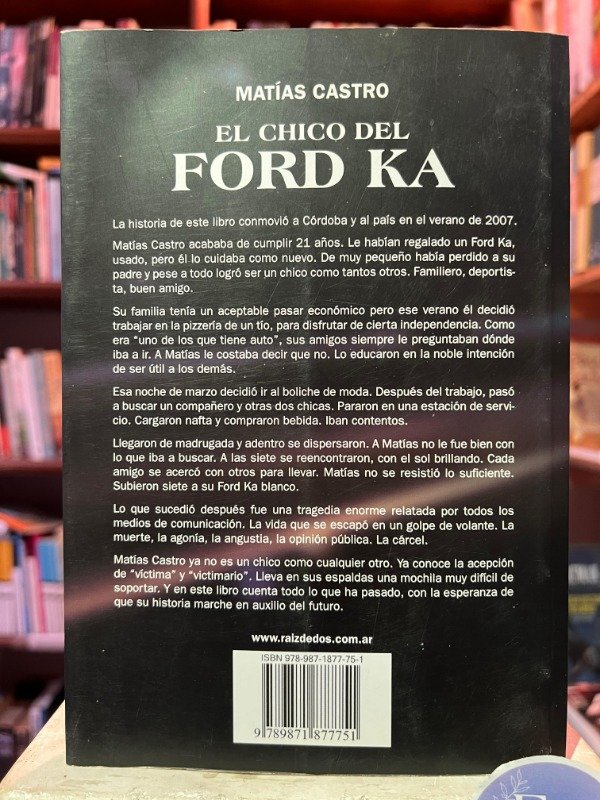 MATÍAS CASTRO
EL CHICO DEL
FORD KA
La historia de este libro conmovió a Córdoba y al país en el verano de 2007.
Matías Castro acababa de cumplir 21 años. Le habían regalado un Ford Ka,
usado, pero él lo cuidaba como nuevo. De muy pequeño había perdido a su
padre y pese a todo logró ser un chico como tantos otros. Familiero, deportis-
ta, buen amigo.
Su familia tenía un aceptable pasar económico pero ese verano él decidió
trabajar en la pizzería de un tío, para disfrutar de cierta independencia. Como
era “uno de los que tiene auto”, sus amigos siempre le preguntaban dónde
iba a ir. A Matías le costaba decir que no. Lo educaron en la noble intención
de ser útil a los demás.
Esa noche de marzo decidió ir al boliche de moda. Después del trabajo, pasó
a buscar un compañero y otras dos chicas. Pararon en una estación de servi-
cio. Cargaron nafta y compraron bebida. Iban contentos.
Llegaron de madrugada y adentro se dispersaron. A Matías no le fue bien con
lo que iba a buscar. A las siete se reencontraron, con el sol brillando. Cada
amigo se acercó con otros para llevar. Matías no se resistió lo suficiente.
Subieron siete a su Ford Ka blanco.
Lo que sucedió después fue una tragedia enorme relatada por todos los
medios de comunicación. La vida que se escapó en un golpe de volante. La
muerte, la agonía, la angustia, la opinión pública. La cárcel.
Matías Castro ya no es un chico como cualquier otro. Ya conoce la acepción
de “víctima” y “victimario”. Lleva en sus espaldas una mochila muy difícil de
soportar. Y en este libro cuenta todo lo que ha pasado, con la esperanza de
que su historia marche en auxilio del futuro.
www.raizdedos.com.ar
ISBN 978-987-1877-75-1
9 789871 877751